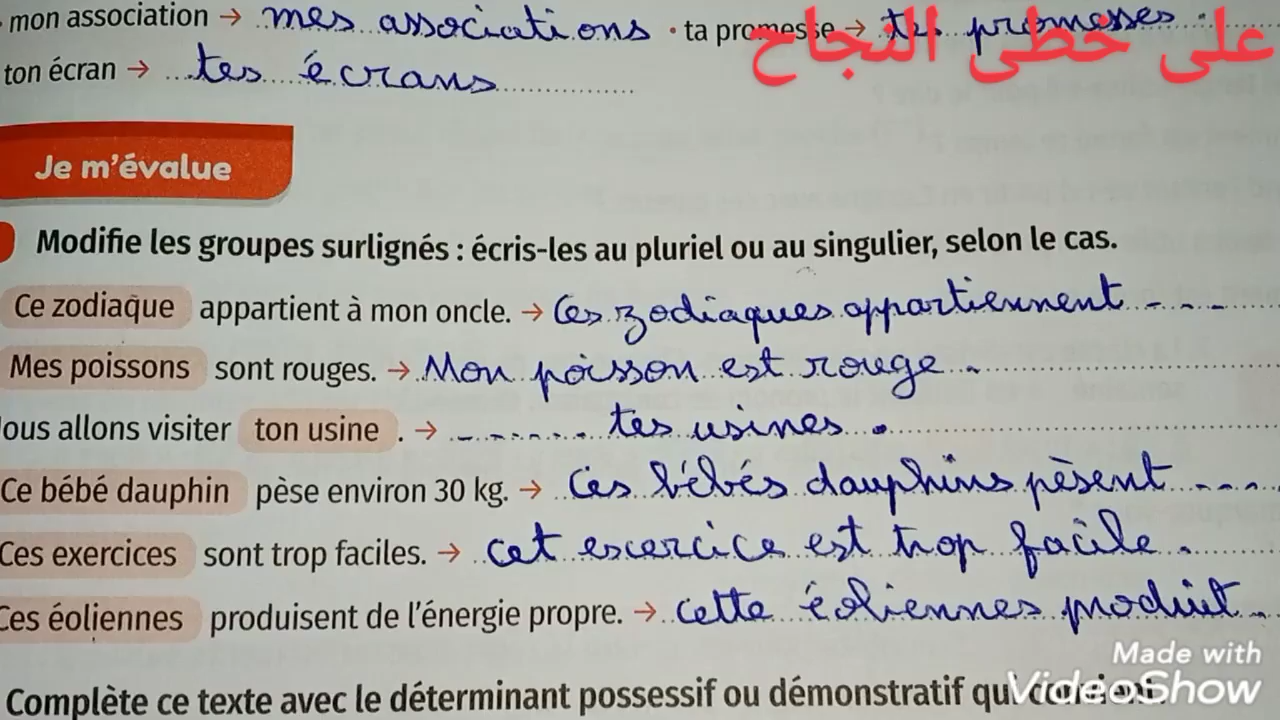 mon association → mes associations • ta promesse → tes promesses.
على خطى النجاح
ton écran → tes écrans
Je m'évalue
Modifie les groupes surlignés : écris-les au pluriel ou au singulier, selon le cas.
Ce zodiaque appartient à mon oncle. → Ces zodiaques appartiennent - - - -
Mes poissons sont rouges. → Mon poisson est rouge.
ous allons visiter ton usine . → - - - - - - tes usines.
Ce bébé dauphin pèse environ 30 kg. → Ces bébés dauphins pèsent - - - -
Ces exercices sont trop faciles. → cet exercice est trop facile.
Ces éoliennes produisent de l'énergie propre. → cette éoliennes produit - -
Made with
VideoShow
Complète ce texte avec le déterminant possessif ou démonstratif qui